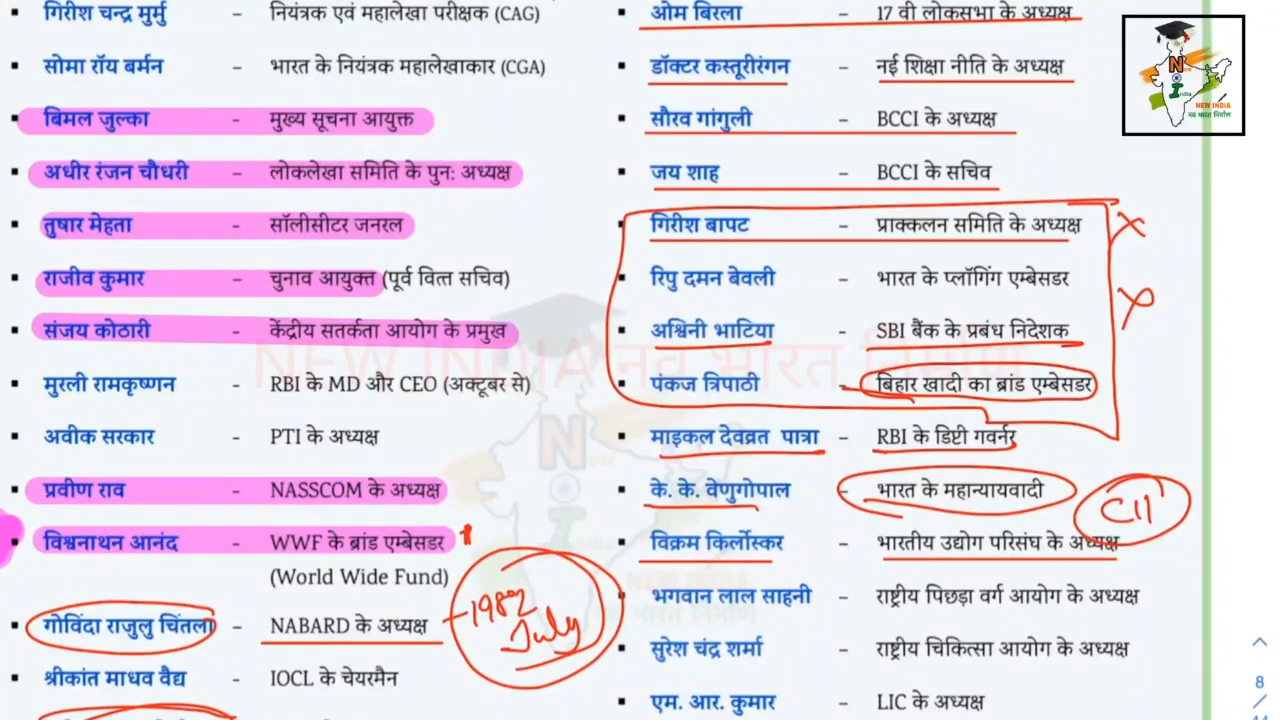 गिरीश चन्द्र मुर्मु – नियंत्रक एवं महालेखा परीक्षक (CAG)
सोमा रॉय बर्मन – भारत के नियंत्रक महालेखाकार (CGA)
▪ बिमल जुल्का – मुख्य सूचना आयुक्त
▪ अधीर रंजन चौधरी – लोकलेखा समिति के पुन: अध्यक्ष
▪ तुषार मेहता – सॉलीसीटर जनरल
▪ राजीव कुमार – चुनाव आयुक्त (पूर्व वित्त सचिव)
▪ संजय कोठारी – केंद्रीय सतर्कता आयोग के प्रमुख
▪ मुरली रामकृष्णन – RBI के MD और CEO (अक्टूबर से)
▪ अवीक सरकार – PTI के अध्यक्ष
▪ प्रवीण राव – NASSCOM के अध्यक्ष
▪ विश्वनाथन आनंद – WWF के ब्रांड एम्बेसडर
(World Wide Fund)
▪ गोविंदा राजुलु चिंतला – NABARD के अध्यक्ष
1982
July
▪ श्रीकांत माधव वैद्य – IOCL के चेयरमैन
▪ ओम बिरला – 17 वी लोकसभा के अध्यक्ष
▪ डॉक्टर कस्तूरीरंगन – नई शिक्षा नीति के अध्यक्ष
▪ सौरव गांगुली – BCCI के अध्यक्ष
▪ जय शाह – BCCI के सचिव
▪ गिरीश बापट – प्राक्कलन समिति के अध्यक्ष
▪ रिपु दमन बेवली – भारत के प्लॉगिंग एम्बेसडर
▪ अश्विनी भाटिया – SBI बैंक के प्रबंध निदेशक
▪ पंकज त्रिपाठी – बिहार खादी का ब्रांड एम्बेसडर
▪ माइकल देवव्रत पात्रा – RBI के डिप्टी गवर्नर
▪ के. के. वेणुगोपाल – भारत के महान्यायवादी
CII
▪ विक्रम किर्लोस्कर – भारतीय उद्योग परिसंघ के अध्यक्ष
▪ भगवान लाल साहनी – राष्ट्रीय पिछड़ा वर्ग आयोग के अध्यक्ष
▪ सुरेश चंद्र शर्मा – राष्ट्रीय चिकित्सा आयोग के अध्यक्ष
▪ एम. आर. कुमार – LIC के अध्यक्ष
NEW INDIA नव भारत निर्माण
N
I
ndia
NEW INDIA
नव भारत निर्माण
8
/